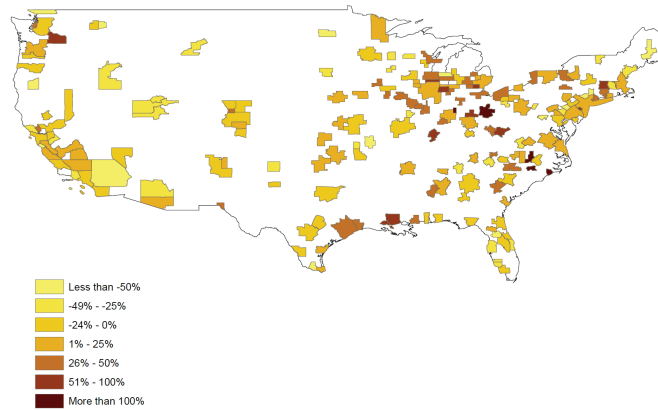 Less than -50%
-49% - -25%
-24% - 0%
1% - 25%
26% - 50%
51% - 100%
More than 100%